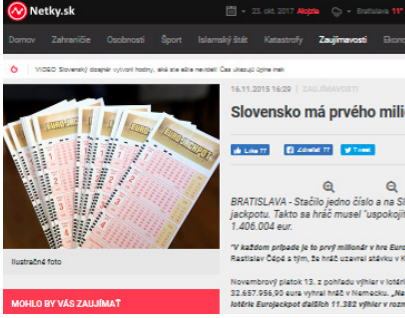 Netky.sk
23. okt. 2017 Alojzia Bratislava 11°
Domov Zahraničie Osobnosti Šport Islamský štát Katastrofy Zaujímavosti Ekono
VIDEO Slovenský dizajnér vytvoril hodiny, aké ste ešte nevideli: Čas ukazujú úplne inak
16.11.2015 16:29 | ZAUJÍMAVOSTI
Slovensko má prvého mili
Like 77 Zdieľať 77 Tweet
BRATISLAVA - Stačilo jedno číslo a na Sl
jackpotu. Takto sa hráč musel "uspokojiť
1.406.004 eur.
EUROJACKPOT
Ilustračné foto
"V každom prípade je to prvý milionár v hre Euro
Rastislav Čépe s tým, že hráč uzavrel stávku v K
MOHLO BY VÁS ZAUJÍMAŤ
Novembrový piatok 13. z pohľadu výhier v lotérii
32.657.956,90 eura vyhral hráč v Nemecku. „Na
lotérie Eurojackpot ďalších 11.382 výhier v rozm